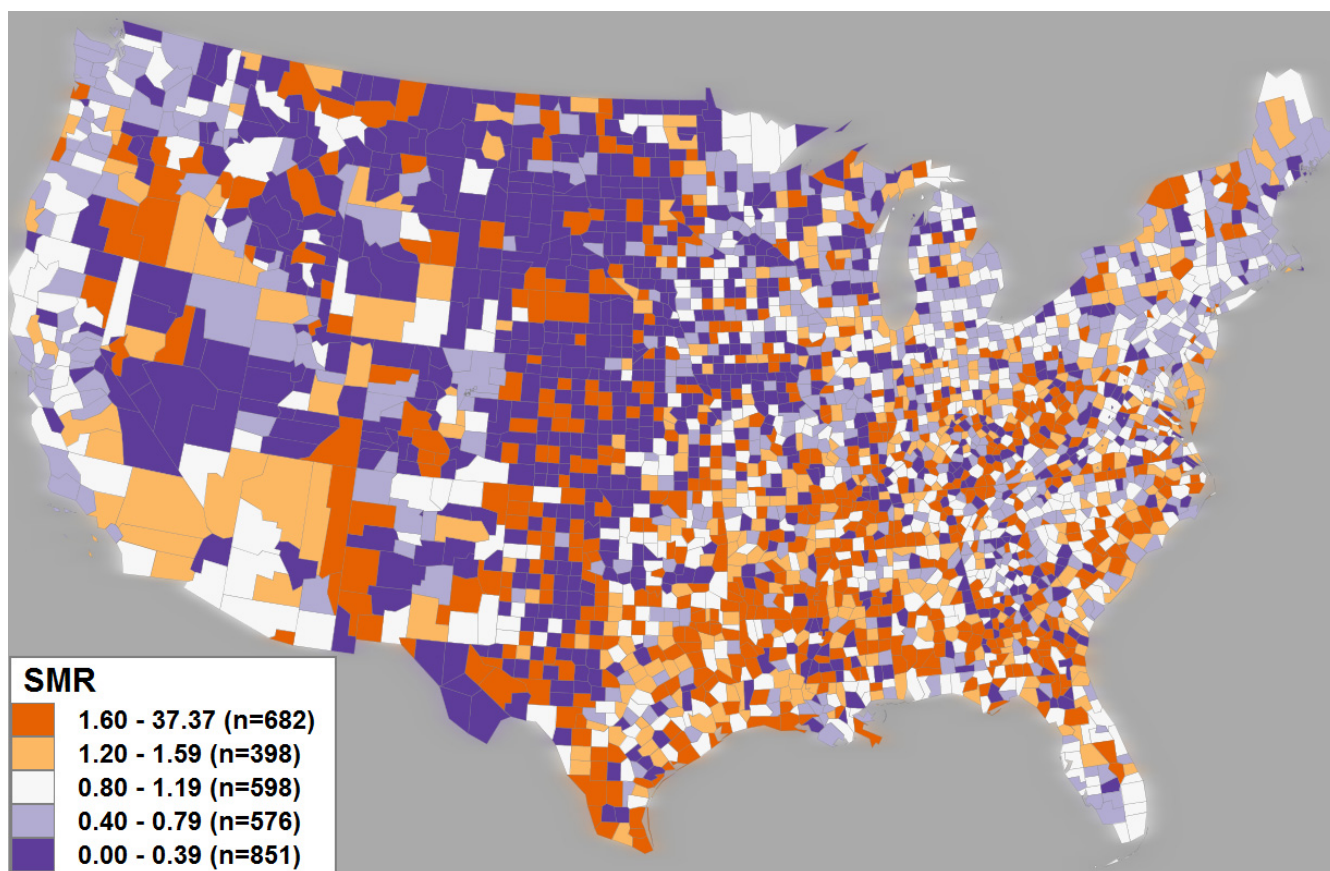 SMR
1.60 - 37.37 (n=682)
1.20 - 1.59 (n=398)
0.80 - 1.19 (n=598)
0.40 - 0.79 (n=576)
0.00 - 0.39 (n=851)